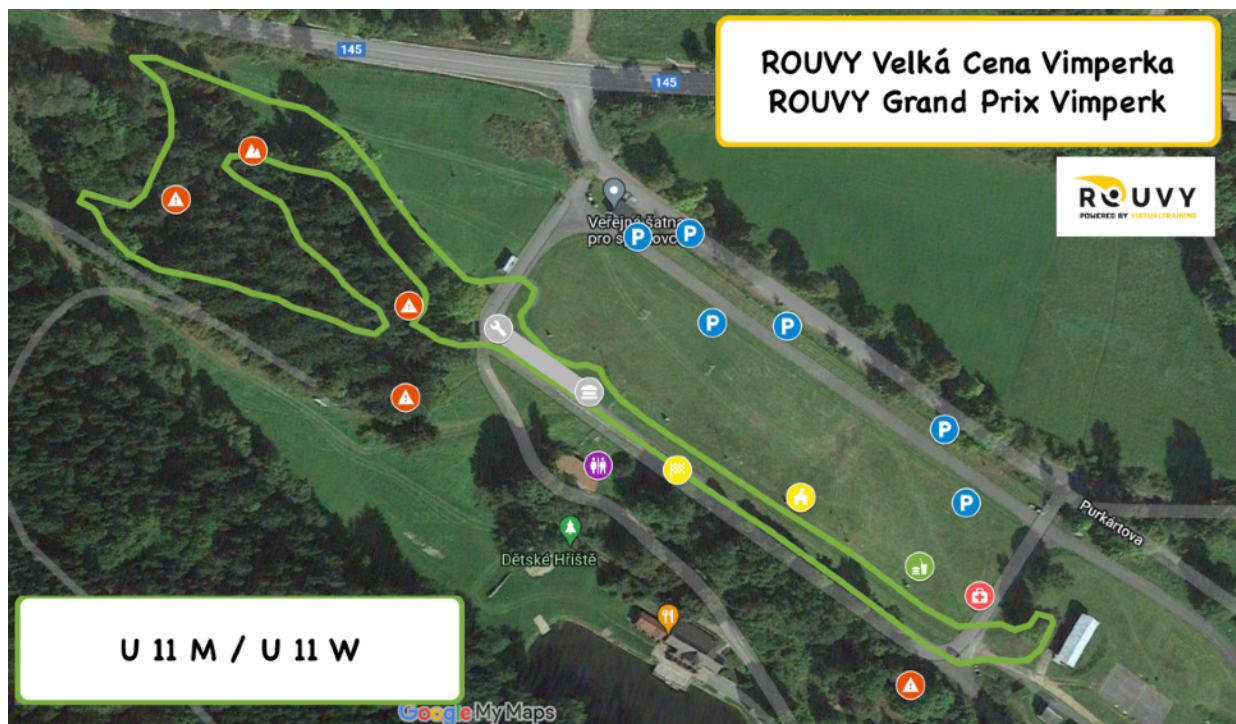 145
145
ROUVY Velká Cena Vimperka
ROUVY Grand Prix Vimperk
ROUVY
POWERED BY VIRTUALTRAINING
Veřejná šatna
P
P
P
P
P
P
Purkártova
Dětské Hřiště
U 11 M / U 11 W
Google My Maps